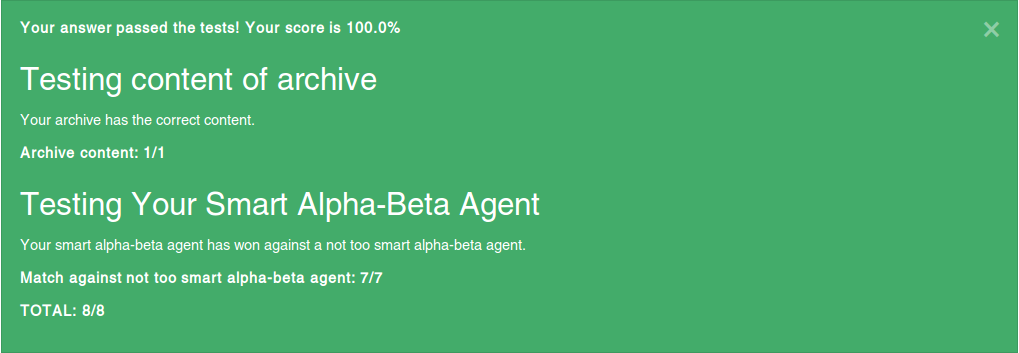 Your answer passed the tests! Your score is 100.0%
Testing content of archive
Your archive has the correct content.
Archive content: 1/1
Testing Your Smart Alpha-Beta Agent
Your smart alpha-beta agent has won against a not too smart alpha-beta agent.
Match against not too smart alpha-beta agent: 7/7
TOTAL: 8/8